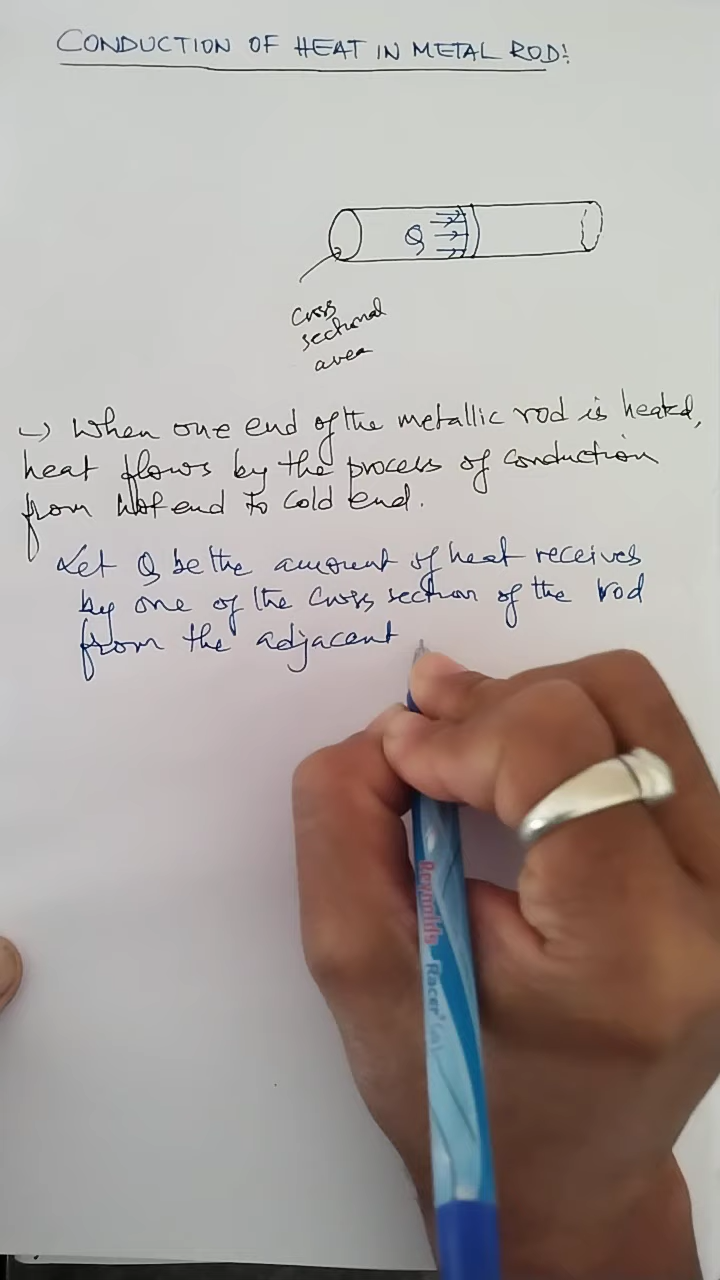 CONDUCTION OF HEAT IN METAL ROD!
Q
Cross
sectional
area
↳ When one end of the metallic rod is heated,
heat flows by the process of conduction
from hot end to cold end.
Let Q be the amount of heat receives
by one of the cross section of the rod
from the adjacent
Reynolds Racer